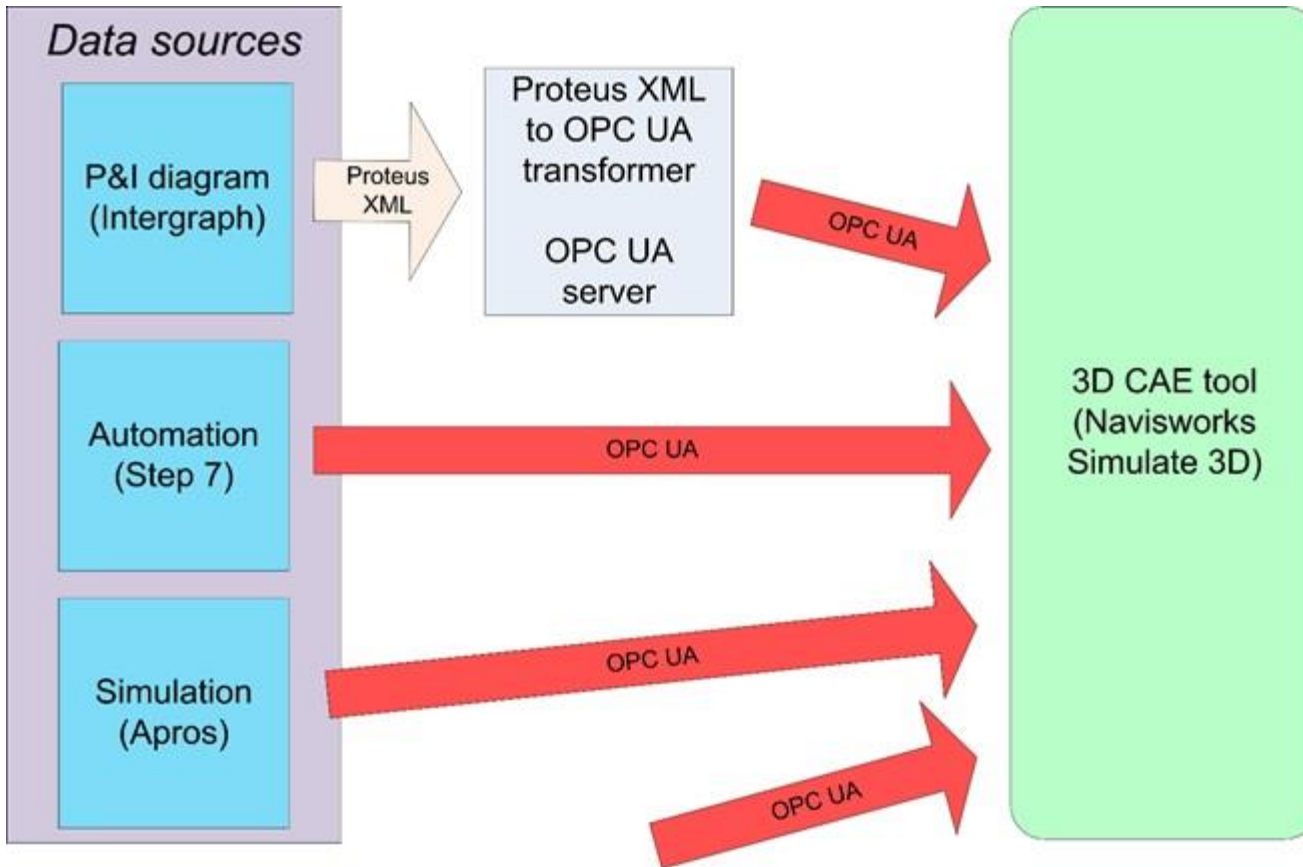 Data sources
P&I diagram
(Intergraph)
Proteus
XML
Proteus XML
to OPC UA
transformer
OPC UA
server
OPC UA
Automation
(Step 7)
OPC UA
3D CAE tool
(Navisworks
Simulate 3D)
Simulation
(Apros)
OPC UA
OPC UA